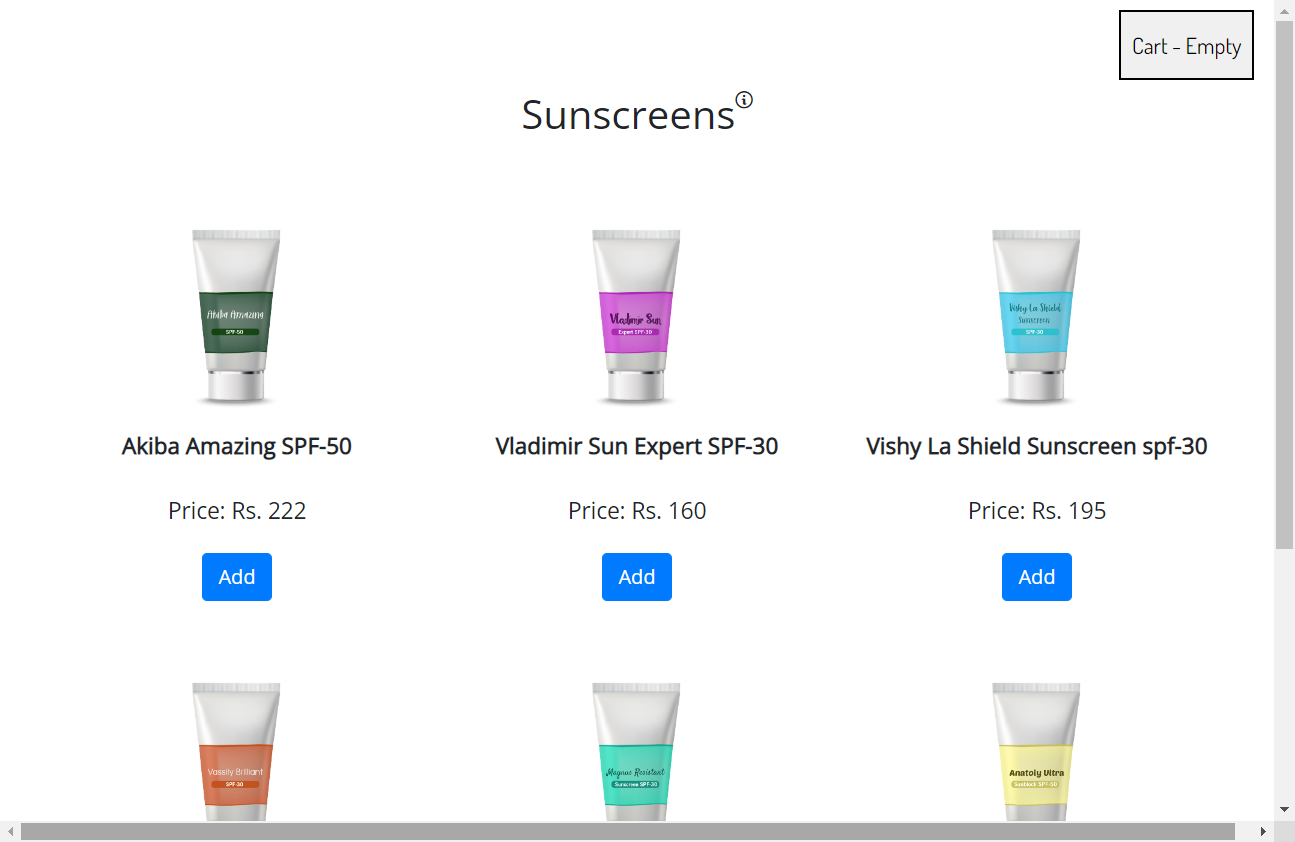 Cart - Empty
Sunscreens
Akiba Amazing
SPF-50
Vladimir Sun
Expert SPF-30
Vishy La Shield
Sunscreen
SPF-30
Akiba Amazing SPF-50
Vladimir Sun Expert SPF-30
Vishy La Shield Sunscreen spf-30
Price: Rs. 222
Price: Rs. 160
Price: Rs. 195
Add
Add
Add
Vassily Brilliant
SPF-30
Magnus Resistant
Sunscreen SPF-30
Anatoly Ultra
Sunblock SPF-50